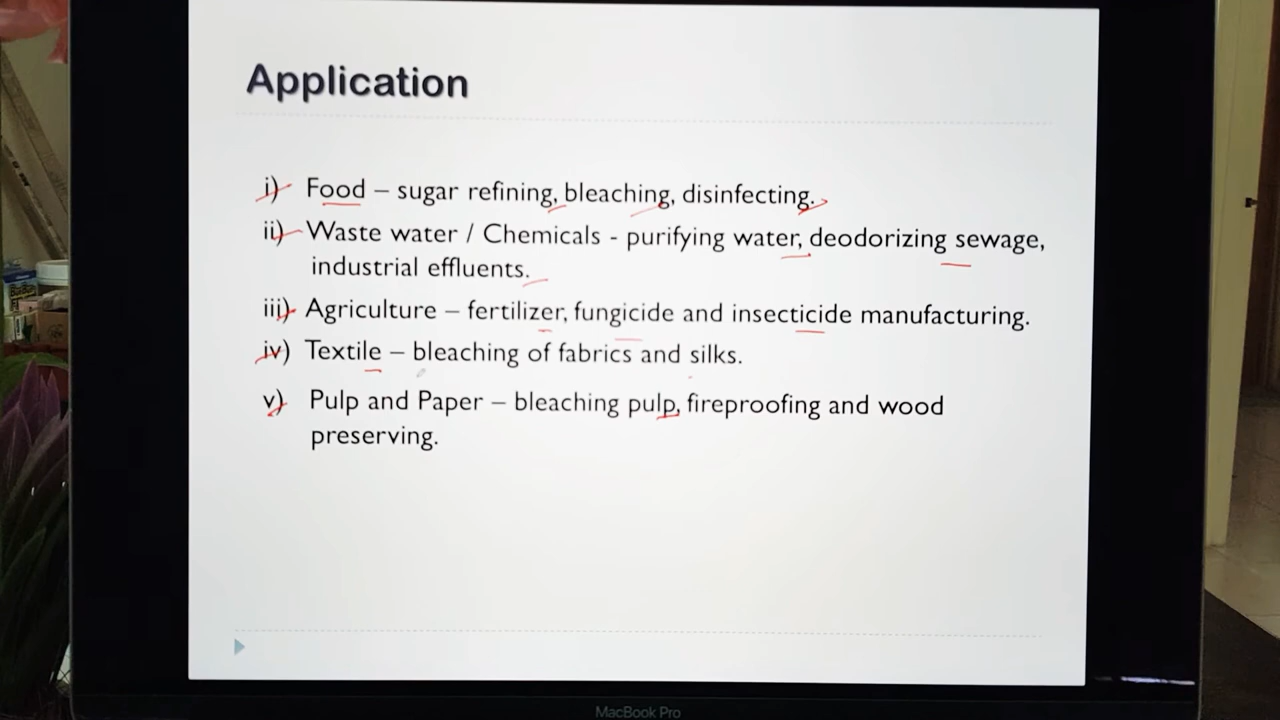 Application
i) Food – sugar refining, bleaching, disinfecting.
ii) Waste water / Chemicals - purifying water, deodorizing sewage,
industrial effluents.
iii) Agriculture – fertilizer, fungicide and insecticide manufacturing.
iv) Textile – bleaching of fabrics and silks.
v) Pulp and Paper – bleaching pulp, fireproofing and wood
preserving.
MacBook Pro